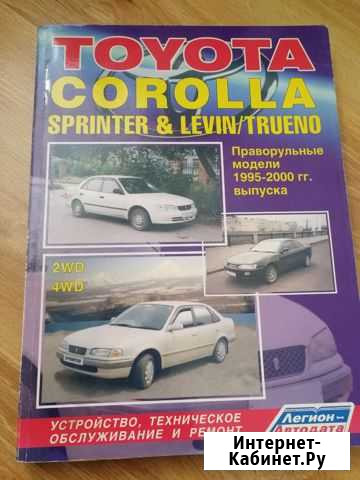 TOYOTA
COROLLA
SPRINTER & LEVIN/TRUENO
Праворульные
модели
1995-2000 гг.
выпуска
2WD
4WD
УСТРОЙСТВО, ТЕХНИЧЕСКОЕ
ОБСЛУЖИВАНИЕ И РЕМОНТ
Легион-
Автодата
Интернет-
Кабинет.Ру